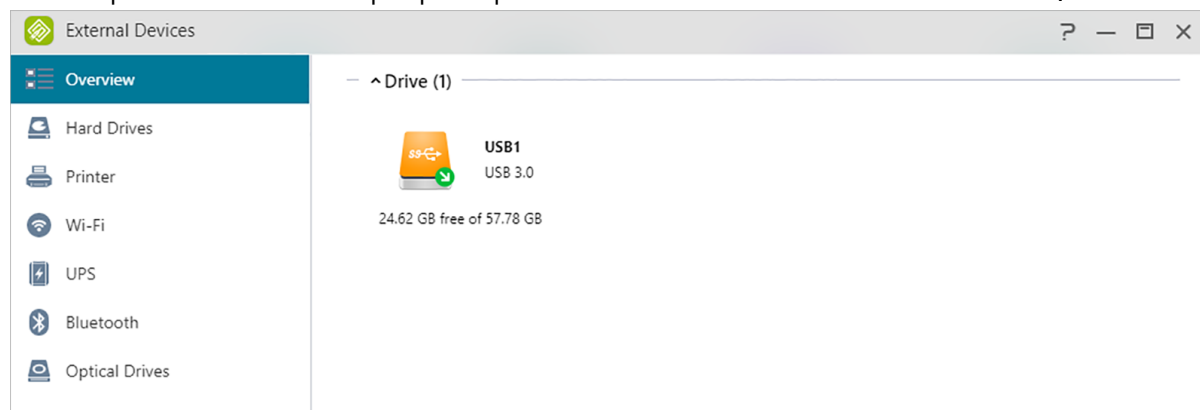 External Devices
Overview
Hard Drives
Printer
Wi-Fi
UPS
Bluetooth
Optical Drives
Drive (1)
USB1
USB 3.0
24.62 GB free of 57.78 GB